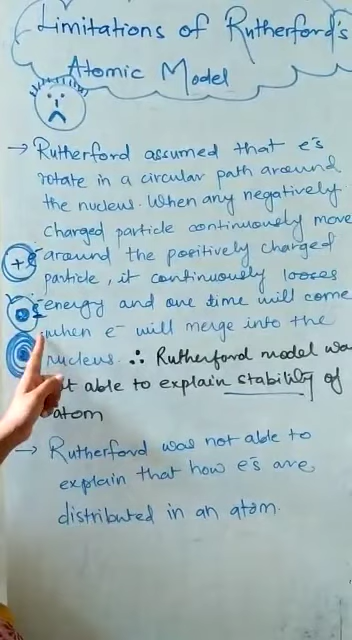 Limitations of Rutherford's
Atomic Model
→ Rutherford assumed that e⁻s
rotate in a circular path around
the nucleus. When any negatively
charged particle continuously move
around the positively charged
particle, it continuously looses
energy and one time will come
when e⁻ will merge into the
nucleus. ∴ Rutherford model wa
able to explain stability of
atom
→ Rutherford was not able to
explain that how e⁻s are
distributed in an atom.